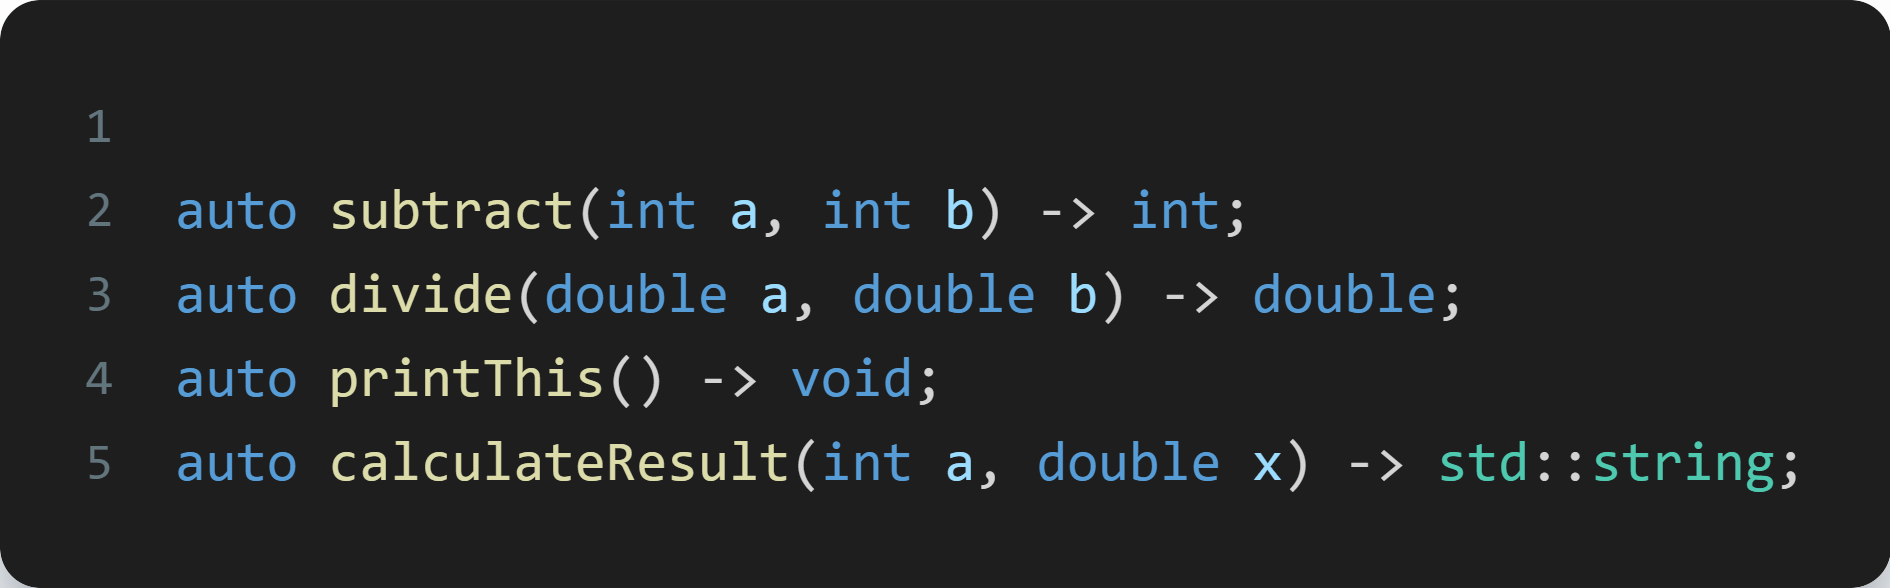 1
2 auto subtract(int a, int b) -> int;
3 auto divide(double a, double b) -> double;
4 auto printThis() -> void;
5 auto calculateResult(int a, double x) -> std::string;